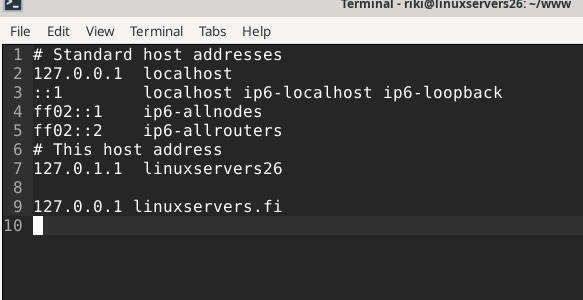 Terminal - riki@linuxservers26: ~/www
File Edit View Terminal Tabs Help
1 # Standard host addresses
2 127.0.0.1  localhost
3 ::1        localhost ip6-localhost ip6-loopback
4 ff02::1    ip6-allnodes
5 ff02::2    ip6-allrouters
6 # This host address
7 127.0.1.1  linuxservers26
8
9 127.0.0.1 linuxservers.fi
10